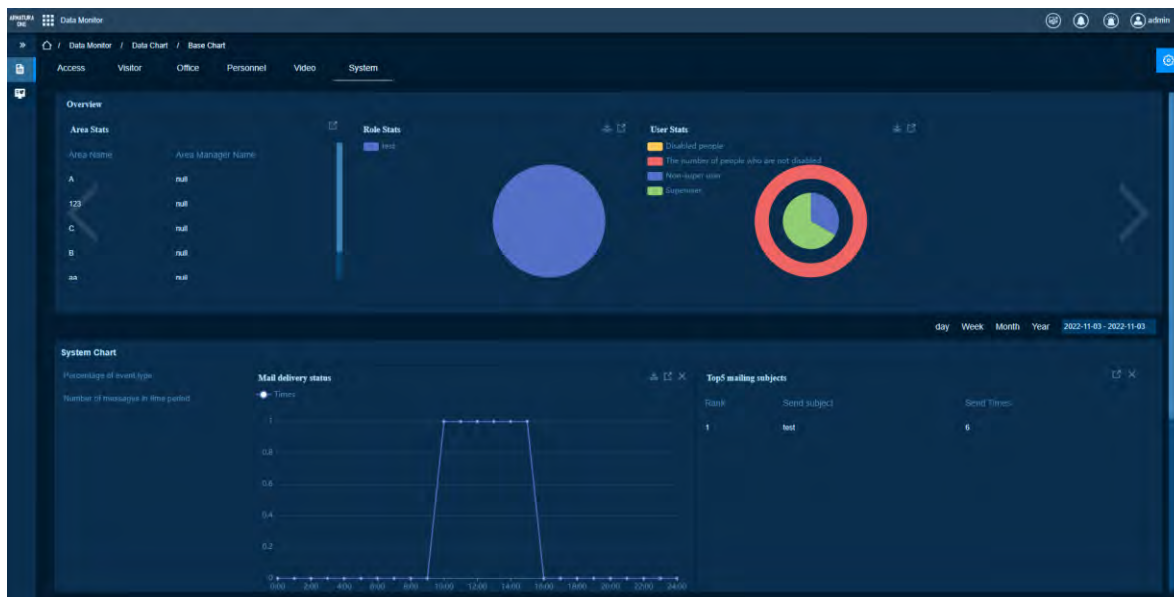 ARMATURA
ONE
Data Monitor
admin
/ Data Monitor / Data Chart / Base Chart
Access Visitor Office Personnel Video System
Overview
Area Stats
Area Name Area Manager Name
A null
123 null
C null
B null
aa null
Role Stats
test
User Stats
Disabled people
The number of people who are not disabled
Non-super user
Superuser
day Week Month Year 2022-11-03 - 2022-11-03
System Chart
Percentage of event type
Number of messages in time period
Mail delivery status
Times
1
0.8
0.6
0.4
0.2
0
0:00 2:00 4:00 6:00 8:00 10:00 12:00 14:00 16:00 18:00 20:00 22:00 24:00
Top5 mailing subjects
Rank Send subject Send Times
1 test 6